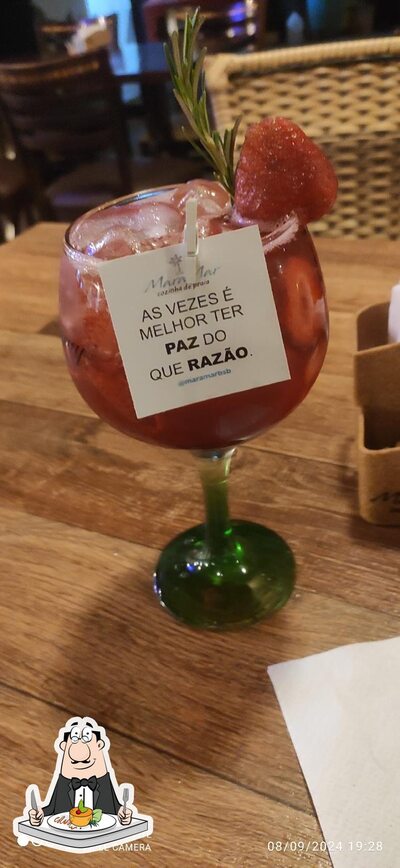 Mara Mar
cozinha de praia
AS VEZES É
MELHOR TER
PAZ DO
QUE RAZÃO.
@maramarbsb
CAMERA
08/09/2024 19:28